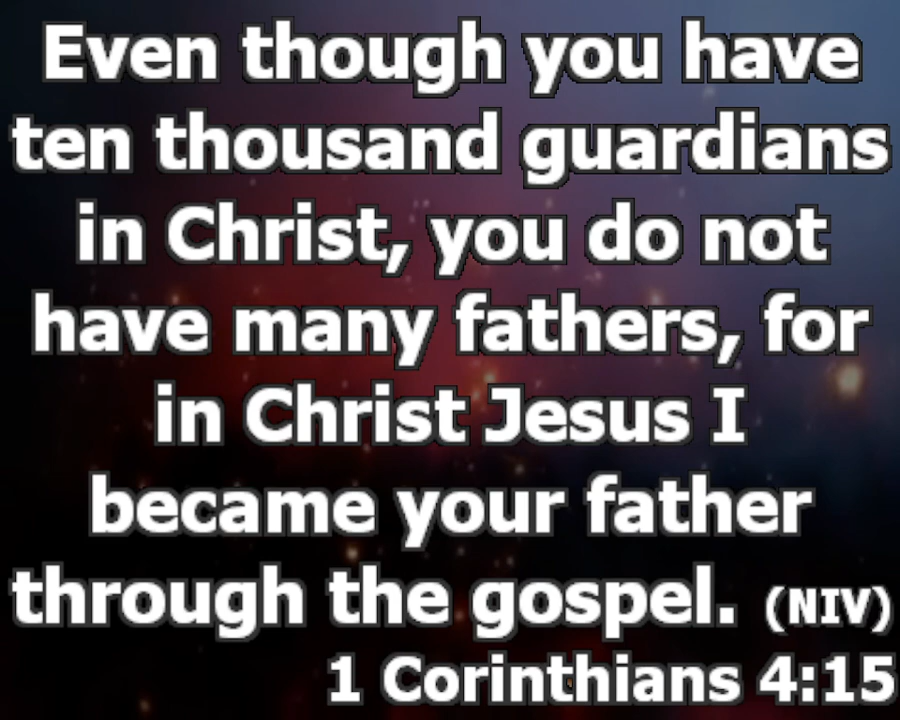 Even though you have
ten thousand guardians
in Christ, you do not
have many fathers, for
in Christ Jesus I
became your father
through the gospel. (NIV)
1 Corinthians 4:15